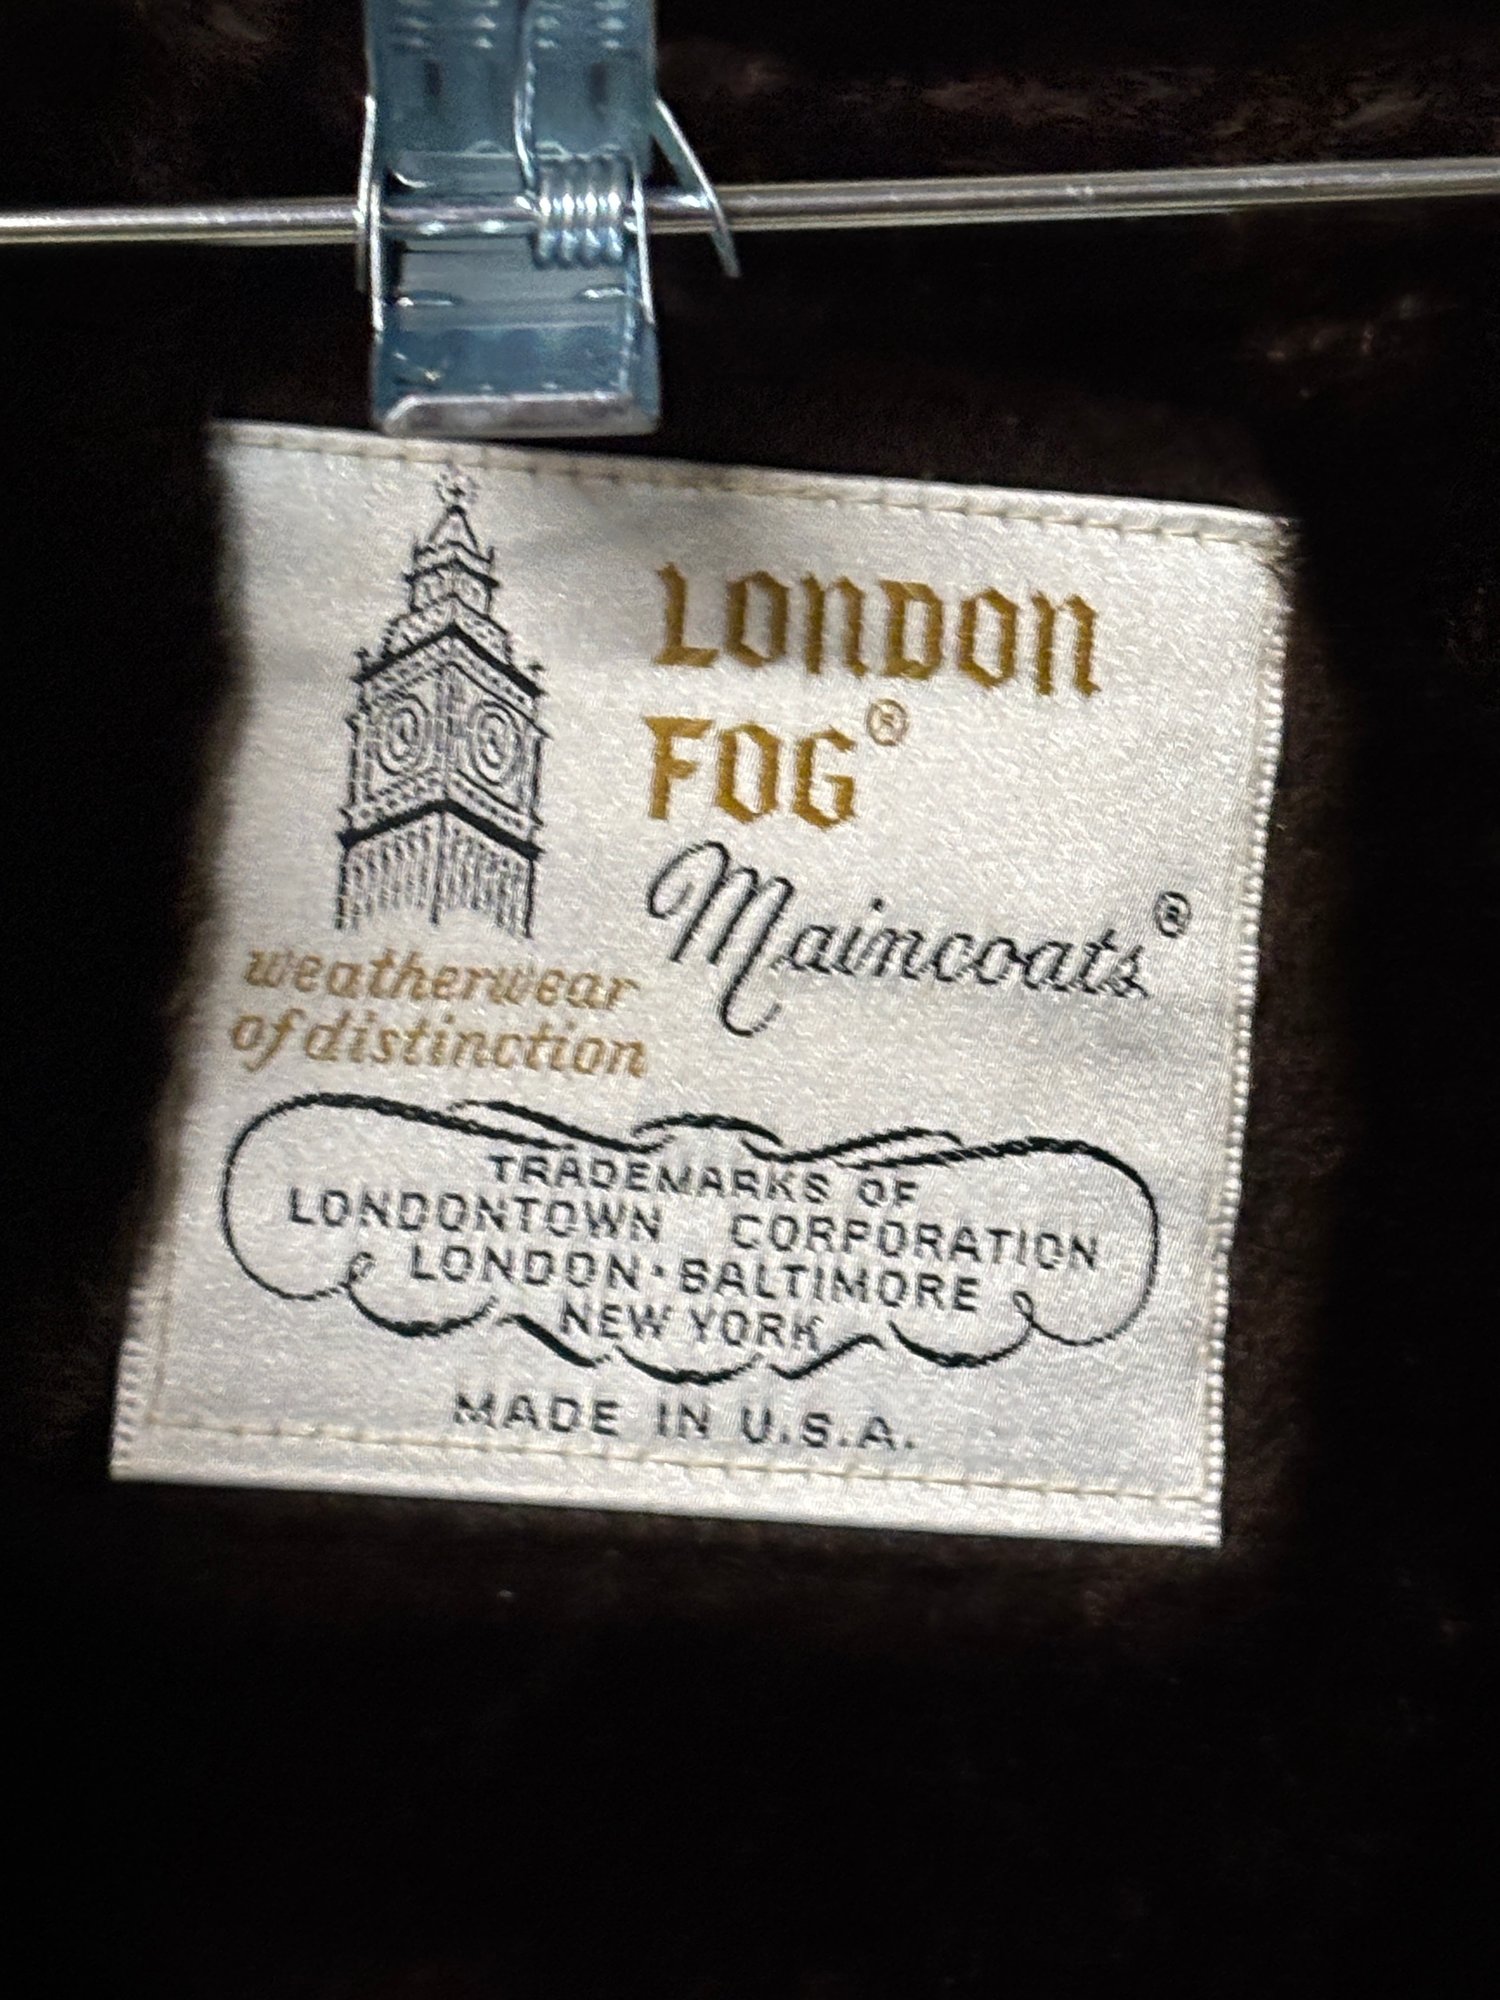 LONDON
FOG®
Maincoats®
weatherwear
of distinction
TRADEMARKS OF
LONDONTOWN CORPORATION
LONDON·BALTIMORE
NEW YORK
MADE IN U.S.A.